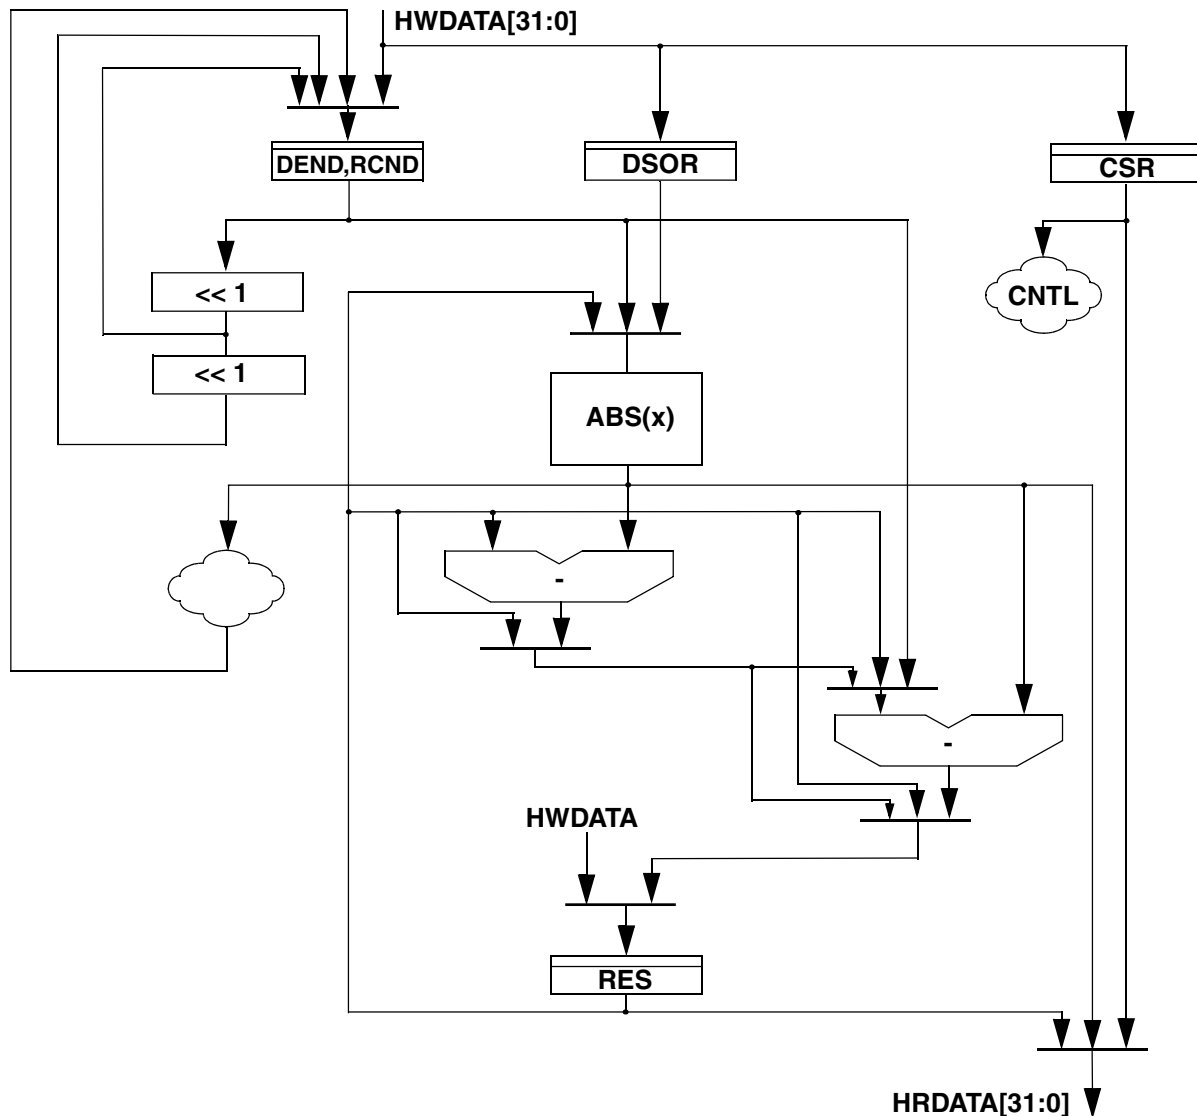 HWDATA[31:0]
DEND,RCND
DSOR
CSR
<< 1
CNTL
<< 1
ABS(x)
-
-
HWDATA
RES
HRDATA[31:0]